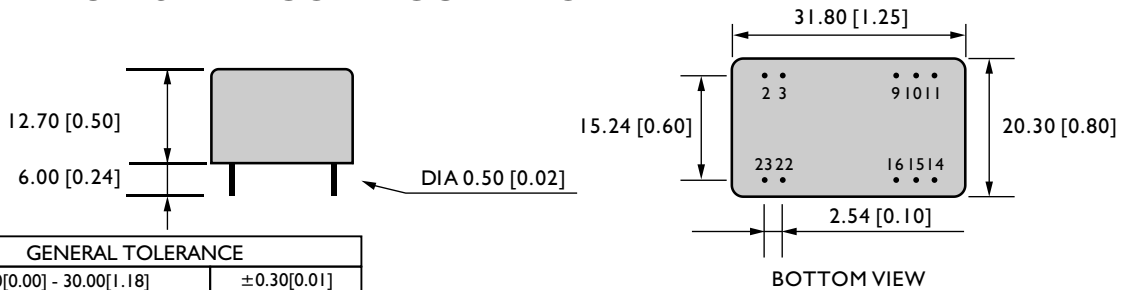 31.80 [1.25]
12.70 [0.50]
6.00 [0.24]
DIA 0.50 [0.02]
15.24 [0.60]
2 3
9 10 11
20.30 [0.80]
23 22
16 15 14
2.54 [0.10]
BOTTOM VIEW
GENERAL TOLERANCE
[0.00] - 30.00[1.18]
±0.30[0.01]